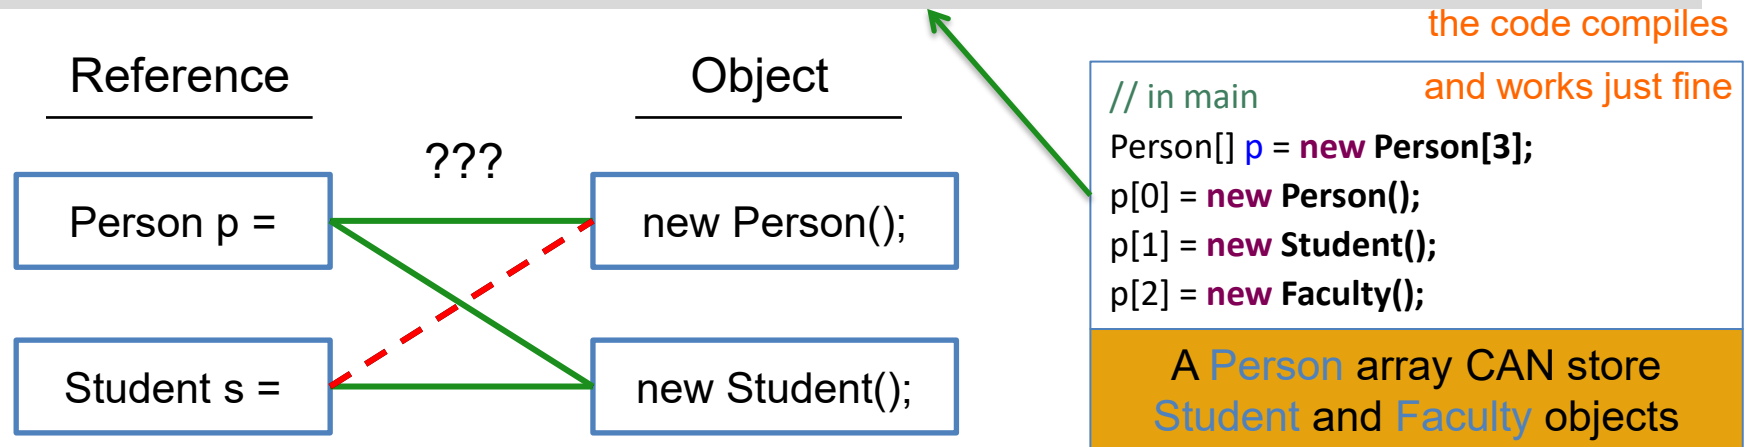 the code compiles
and works just fine
Reference
Object
???
Person p =
new Person();
Student s =
new Student();
// in main
Person[] p = new Person[3];
p[0] = new Person();
p[1] = new Student();
p[2] = new Faculty();
A Person array CAN store
Student and Faculty objects